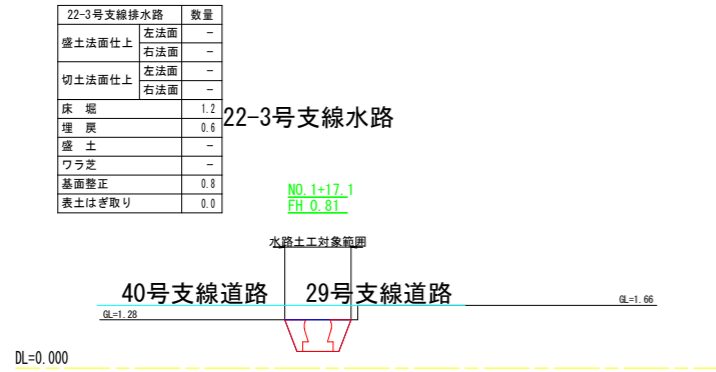 22-3号支線排水路 数量
盛土法面仕上 左法面 -
右法面 -
切土法面仕上 左法面 -
右法面 -
床　堀 1.2
埋　戻 0.6
盛　土 -
ワラ芝 -
基面整正 0.8
表土はぎ取り 0.0
22-3号支線水路
NO.1+17.1
FH 0.81
水路土工対象範囲
40号支線道路 29号支線道路
GL=1.66
GL=1.28
DL=0.000